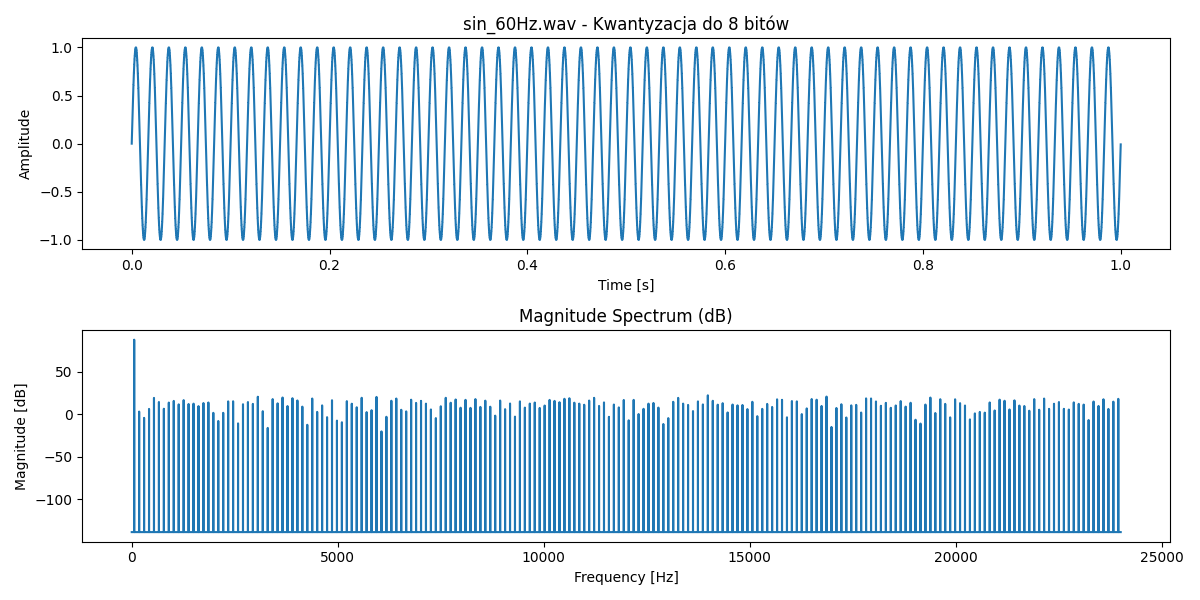 sin_60Hz.wav - Kwantyzacja do 8 bitów
1.0
0.5
0.0
−0.5
−1.0
Amplitude
0.0 0.2 0.4 0.6 0.8 1.0
Time [s]
Magnitude Spectrum (dB)
50
0
−50
−100
Magnitude [dB]
0 5000 10000 15000 20000 25000
Frequency [Hz]